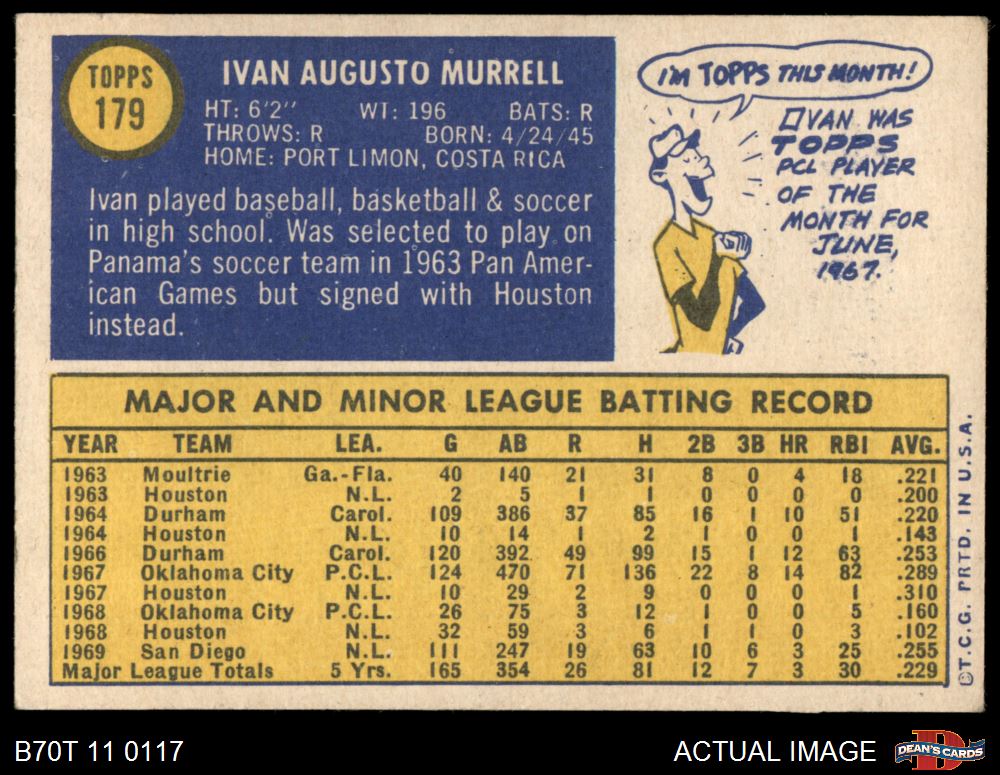 TOPPS
179
IVAN AUGUSTO MURRELL
HT: 6'2" WT: 196 BATS: R
THROWS: R BORN: 4/24/45
HOME: PORT LIMON, COSTA RICA
Ivan played baseball, basketball & soccer
in high school. Was selected to play on
Panama's soccer team in 1963 Pan Amer-
ican Games but signed with Houston
instead.
I'M TOPPS THIS MONTH!
IVAN WAS
TOPPS
PCL PLAYER
OF THE
MONTH FOR
JUNE,
1967.
MAJOR AND MINOR LEAGUE BATTING RECORD
YEAR TEAM LEA. G AB R H 2B 3B HR RBI AVG.
1963 Moultrie Ga.-Fla. 40 140 21 31 8 0 4 18 .221
1963 Houston N.L. 2 5 1 1 0 0 0 0 .200
1964 Durham Carol. 109 386 37 85 16 1 10 51 .220
1964 Houston N.L. 10 14 1 2 1 0 0 1 .143
1966 Durham Carol. 120 392 49 99 15 1 12 63 .253
1967 Oklahoma City P.C.L. 124 470 71 136 22 8 14 82 .289
1967 Houston N.L. 10 29 2 9 0 0 0 1 .310
1968 Oklahoma City P.C.L. 26 75 3 12 1 0 0 5 .160
1968 Houston N.L. 32 59 3 6 1 1 0 3 .102
1969 San Diego N.L. 111 247 19 63 10 6 3 25 .255
Major League Totals 5 Yrs. 165 354 26 81 12 7 3 30 .229
©T.C.G. PRTD. IN U.S.A.
B70T 11 0117
ACTUAL IMAGE
DEAN'S CARDS